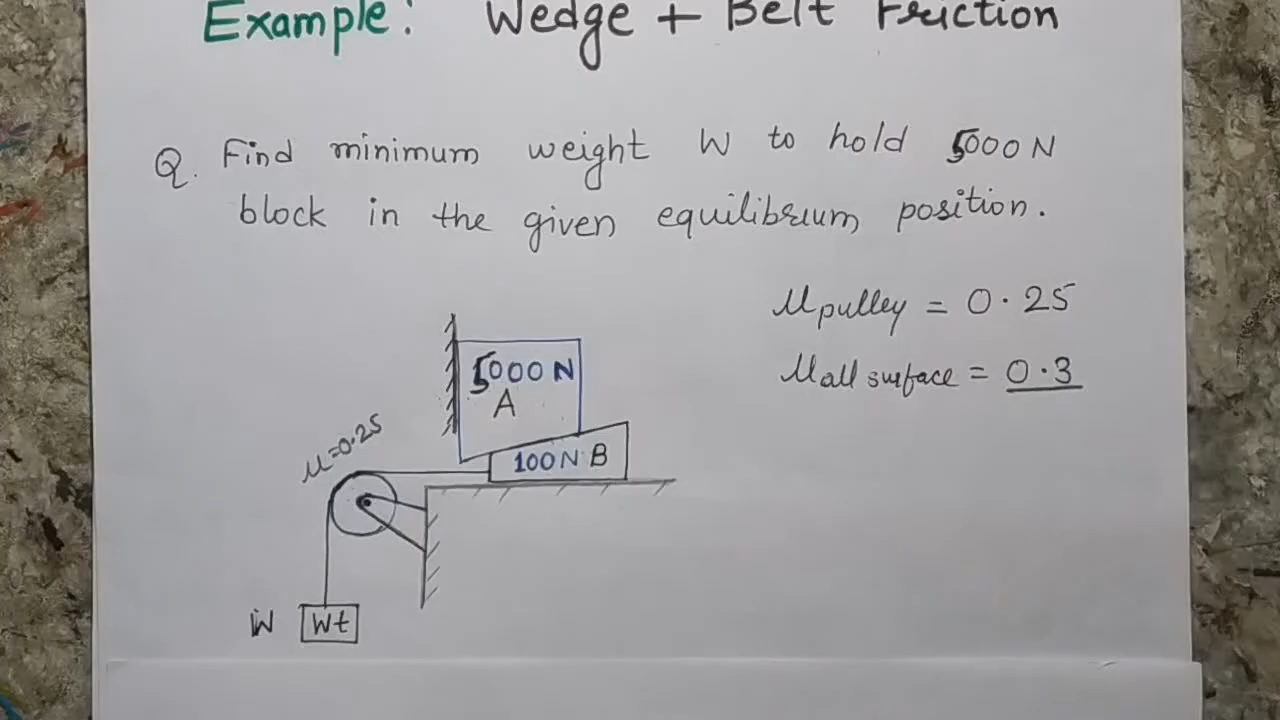 Example: Wedge + Belt Friction
Q. Find minimum weight W to hold 5000 N
block in the given equilibrium position.
μpulley = 0.25
μall surface = 0.3
5000 N
A
μ=0.25
100N B
W
Wt